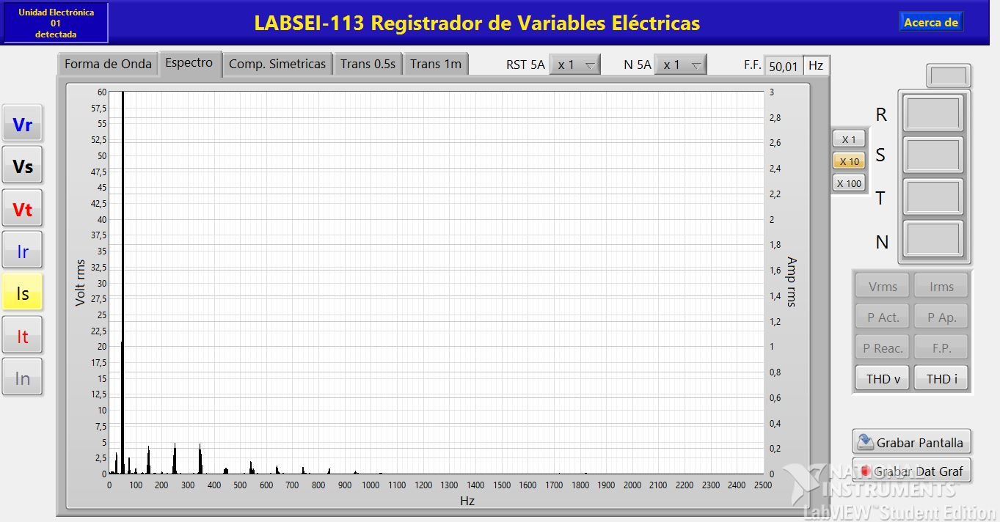 Unidad Electrónica
01
detectada
LABSEI-113 Registrador de Variables Eléctricas
Acerca de
Forma de Onda
Espectro
Comp. Simetricas
Trans 0.5s
Trans 1m
RST 5A
x 1
N 5A
x 1
F.F.
50,01
Hz
Vr
Vs
Vt
Ir
Is
It
In
Volt rms
60
57,5
55
52,5
50
47,5
45
42,5
40
37,5
35
32,5
30
27,5
25
22,5
20
17,5
15
12,5
10
7,5
5
2,5
0
0 100 200 300 400 500 600 700 800 900 1000 1100 1200 1300 1400 1500 1600 1700 1800 1900 2000 2100 2200 2300 2400 2500
Hz
3
2,8
2,6
2,4
2,2
2
1,8
1,6
1,4
1,2
1
0,8
0,6
0,4
0,2
0
Amp rms
X 1
X 10
X 100
R
S
T
N
Vrms
Irms
P Act.
P Ap.
P Reac.
F.P.
THD v
THD i
Grabar Pantalla
Grabar Dat Graf
NATIONAL
INSTRUMENTS™
LabVIEW™ Student Edition